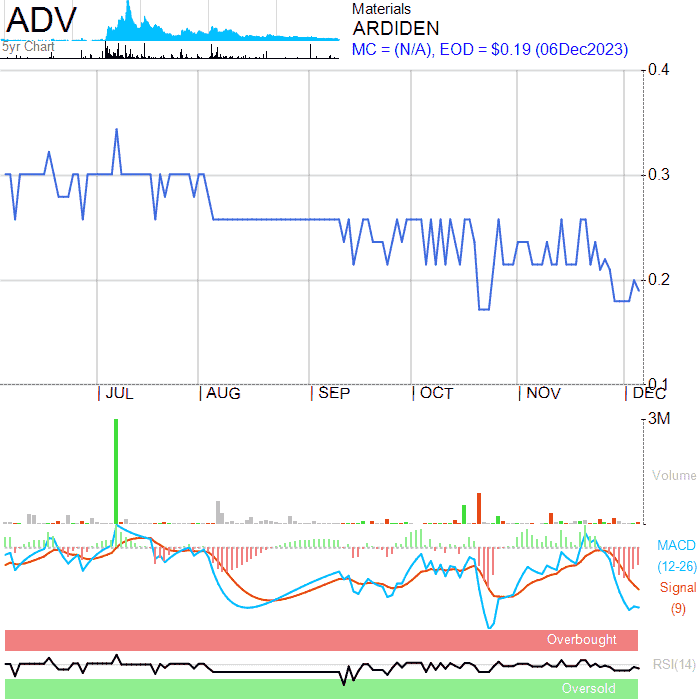 ADV
5yr Chart
Materials
ARDIDEN
MC = (N/A), EOD = $0.19 (06Dec2023)
0.4
0.3
0.2
0.1
JUL AUG SEP OCT NOV DEC
3M
Volume
MACD
(12-26)
Signal
(9)
Overbought
RSI(14)
Oversold